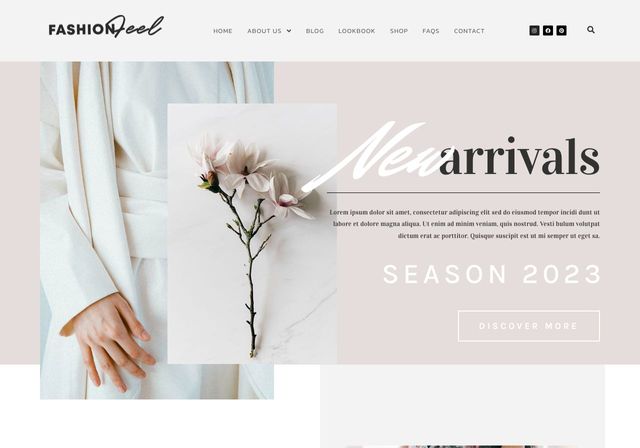 FASHION Feel
HOME ABOUT US BLOG LOOKBOOK SHOP FAQS CONTACT
New arrivals
Lorem ipsum dolor sit amet, consectetur adipiscing elit sed do eiusmod tempor incidi dunt ut
labore et dolore magna aliqua. Ut enim ad minim veniam, quis nostrud. Vesti bulum volutpat
dictum erat ac porttitor. Quisque suscipit est ut mi semper ut eget sa.
SEASON 2023
DISCOVER MORE